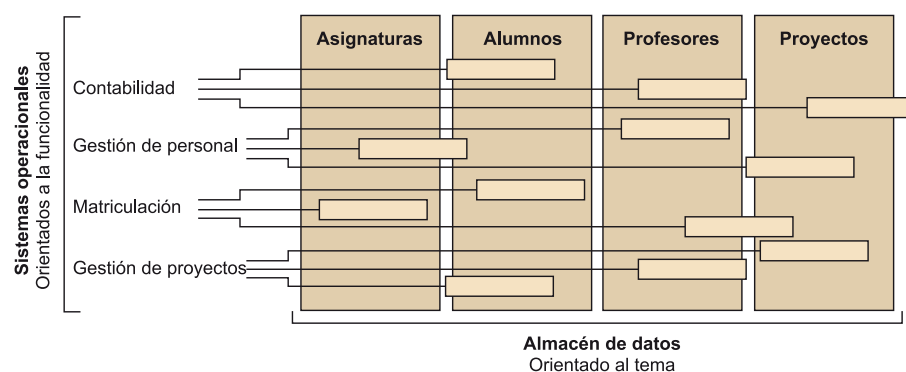 Asignaturas
Alumnos
Profesores
Proyectos
Sistemas operacionales
Orientados a la funcionalidad
Contabilidad
Gestión de personal
Matriculación
Gestión de proyectos
Almacén de datos
Orientado al tema